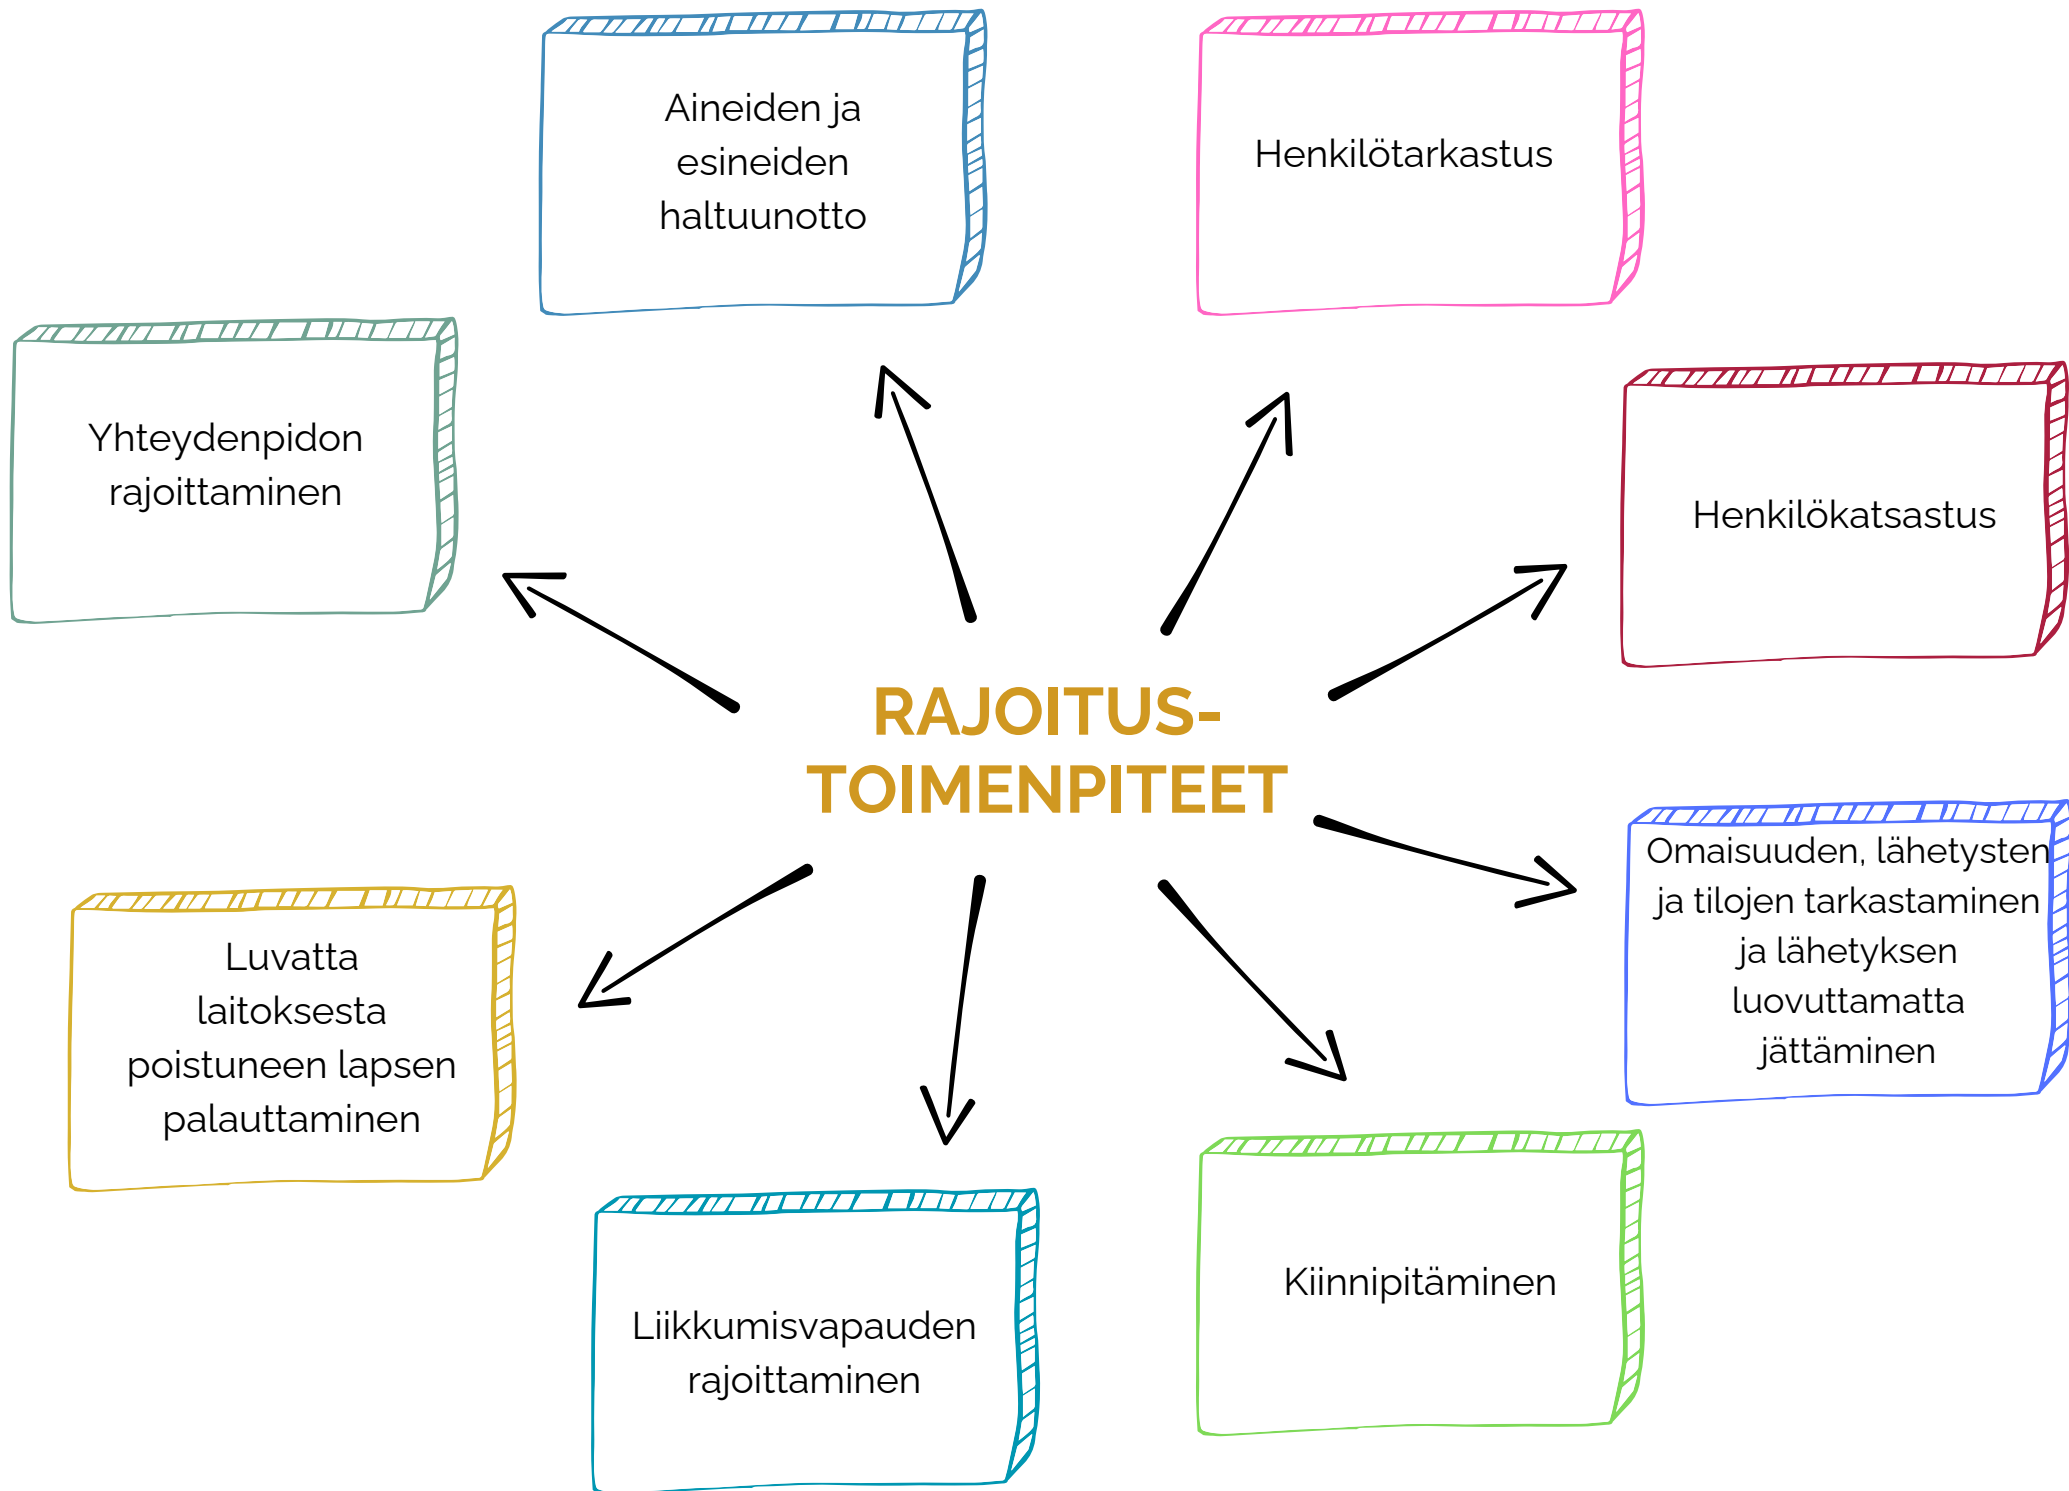 Aineiden ja
esineiden
haltuunotto
Henkilötarkastus
Yhteydenpidon
rajoittaminen
Henkilökatsastus
RAJOITUS-
TOIMENPITEET
Omaisuuden, lähetysten
ja tilojen tarkastaminen
ja lähetyksen
luovuttamatta
jättäminen
Luvatta
laitoksesta
poistuneen lapsen
palauttaminen
Kiinnipitäminen
Liikkumisvapauden
rajoittaminen